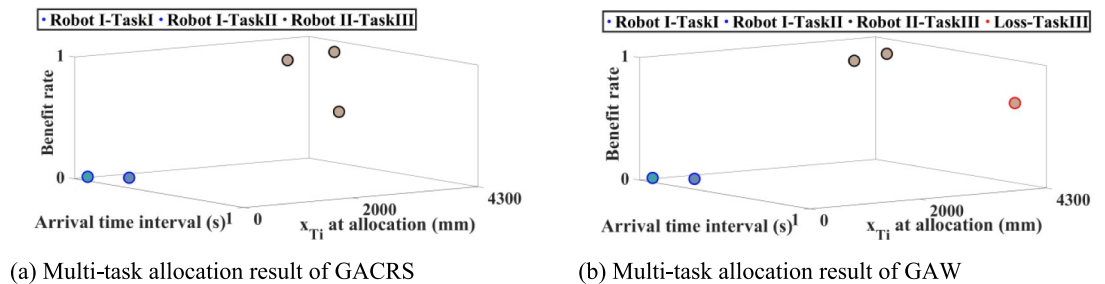 Robot I-TaskI Robot I-TaskII Robot II-TaskIII
1
Benefit rate
0
Arrival time interval (s)
1
0
2000
4300
x_Ti at allocation (mm)
(a) Multi-task allocation result of GACRS
Robot I-TaskI Robot I-TaskII Robot II-TaskIII Loss-TaskIII
1
Benefit rate
0
Arrival time interval (s)
1
0
2000
4300
x_Ti at allocation (mm)
(b) Multi-task allocation result of GAW